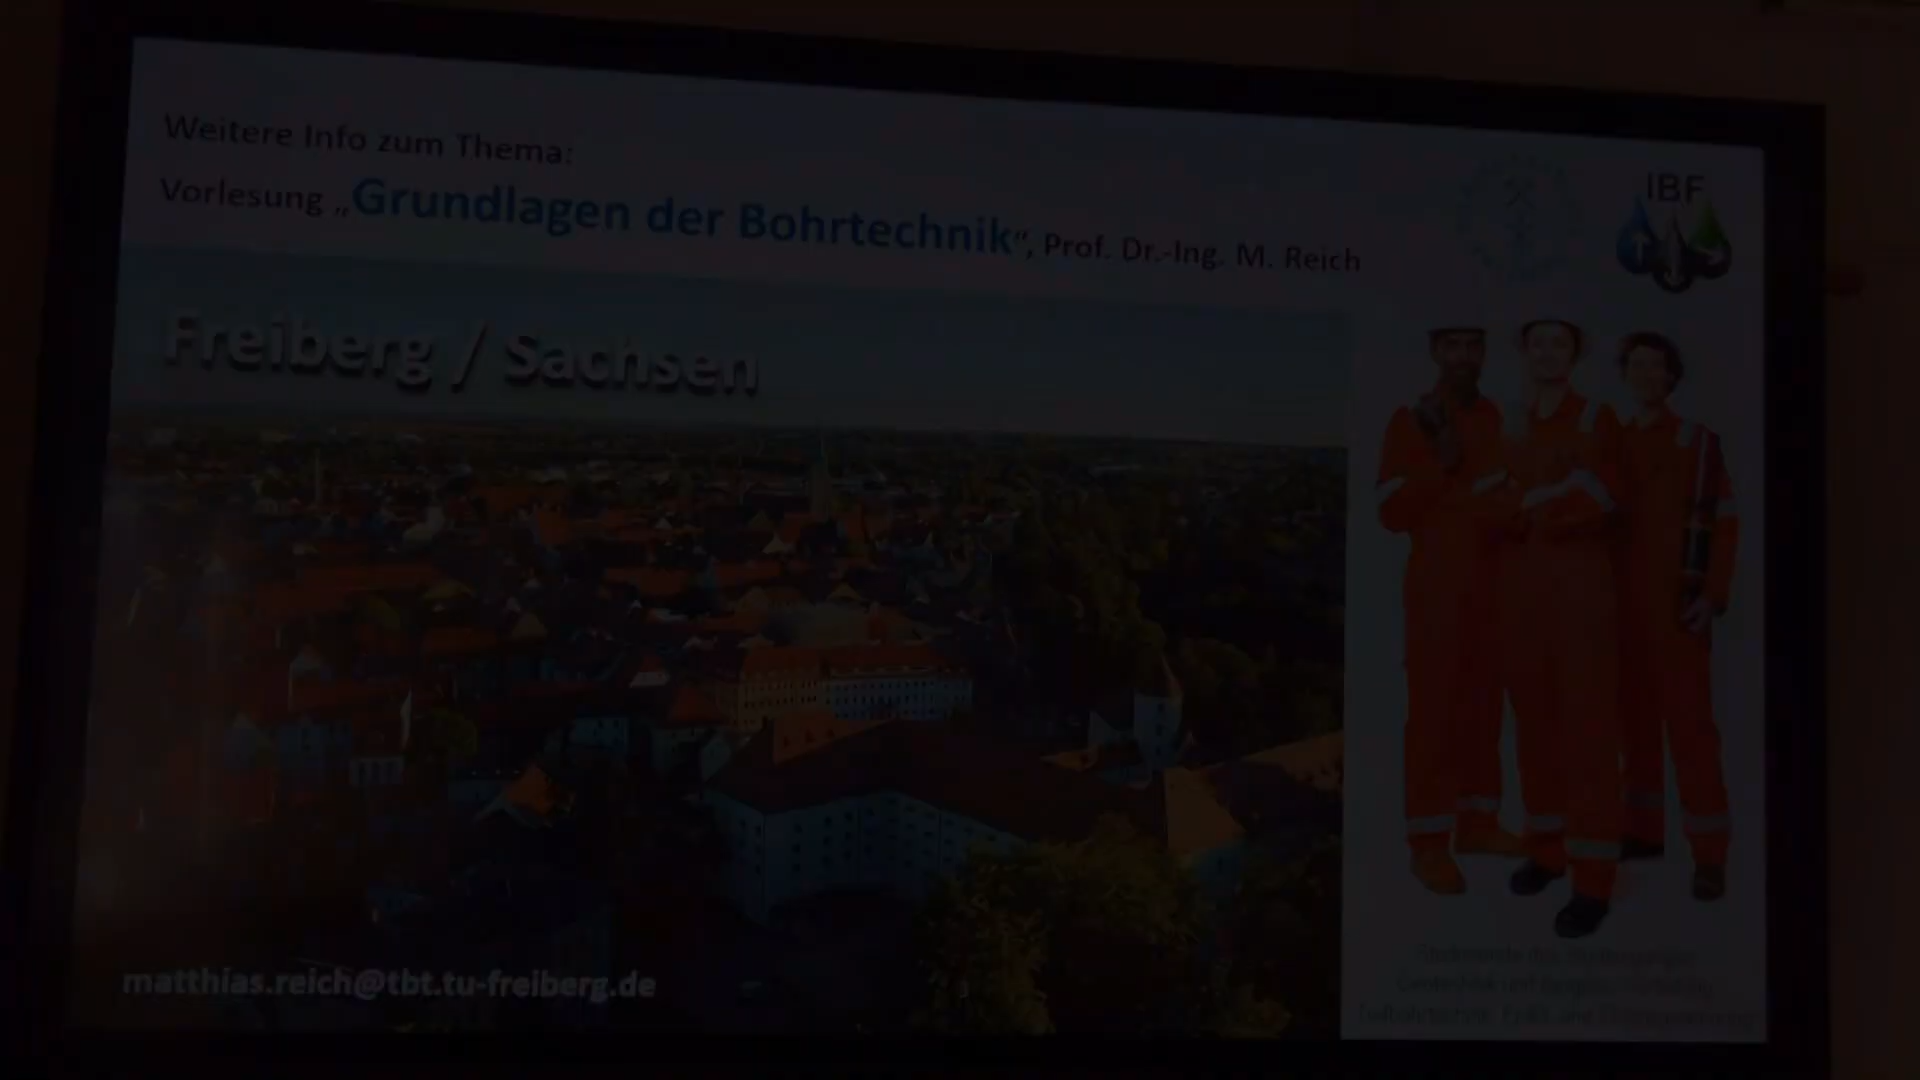 Weitere Info zum Thema:
Vorlesung „Grundlagen der Bohrtechnik“, Prof. Dr.-Ing. M. Reich
IBF
Freiberg / Sachsen
matthias.reich@tbt.tu-freiberg.de